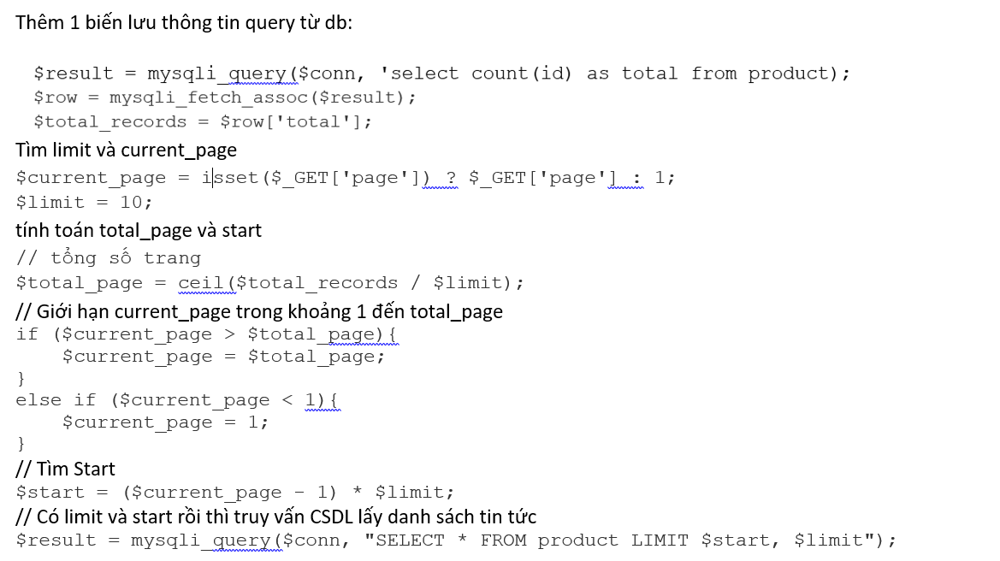 Thêm 1 biến lưu thông tin query từ db:
$result = mysqli_query($conn, 'select count(id) as total from product);
$row = mysqli_fetch_assoc($result);
$total_records = $row['total'];
Tìm limit và current_page
$current_page = isset($_GET['page']) ? $_GET['page'] : 1;
$limit = 10;
tính toán total_page và start
// tổng số trang
$total_page = ceil($total_records / $limit);
// Giới hạn current_page trong khoảng 1 đến total_page
if ($current_page > $total_page){
    $current_page = $total_page;
}
else if ($current_page < 1){
    $current_page = 1;
}
// Tìm Start
$start = ($current_page - 1) * $limit;
// Có limit và start rồi thì truy vấn CSDL lấy danh sách tin tức
$result = mysqli_query($conn, "SELECT * FROM product LIMIT $start, $limit");